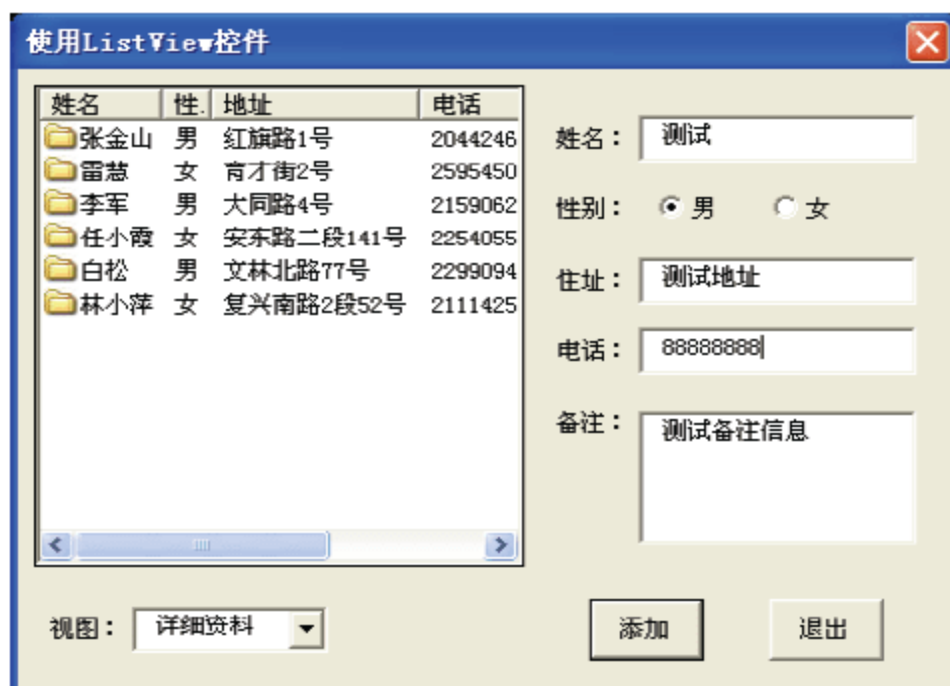 使用ListView控件
姓名 性. 地址 电话
张金山 男 红旗路1号 2044246
雷慧 女 育才街2号 2595450
李军 男 大同路4号 2159062
任小霞 女 安东路二段141号 2254055
白松 男 文林北路77号 2299094
林小萍 女 复兴南路2段52号 2111425
姓名： 测试
性别： 男 女
住址： 测试地址
电话： 88888888
备注： 测试备注信息
视图： 详细资料
添加 退出